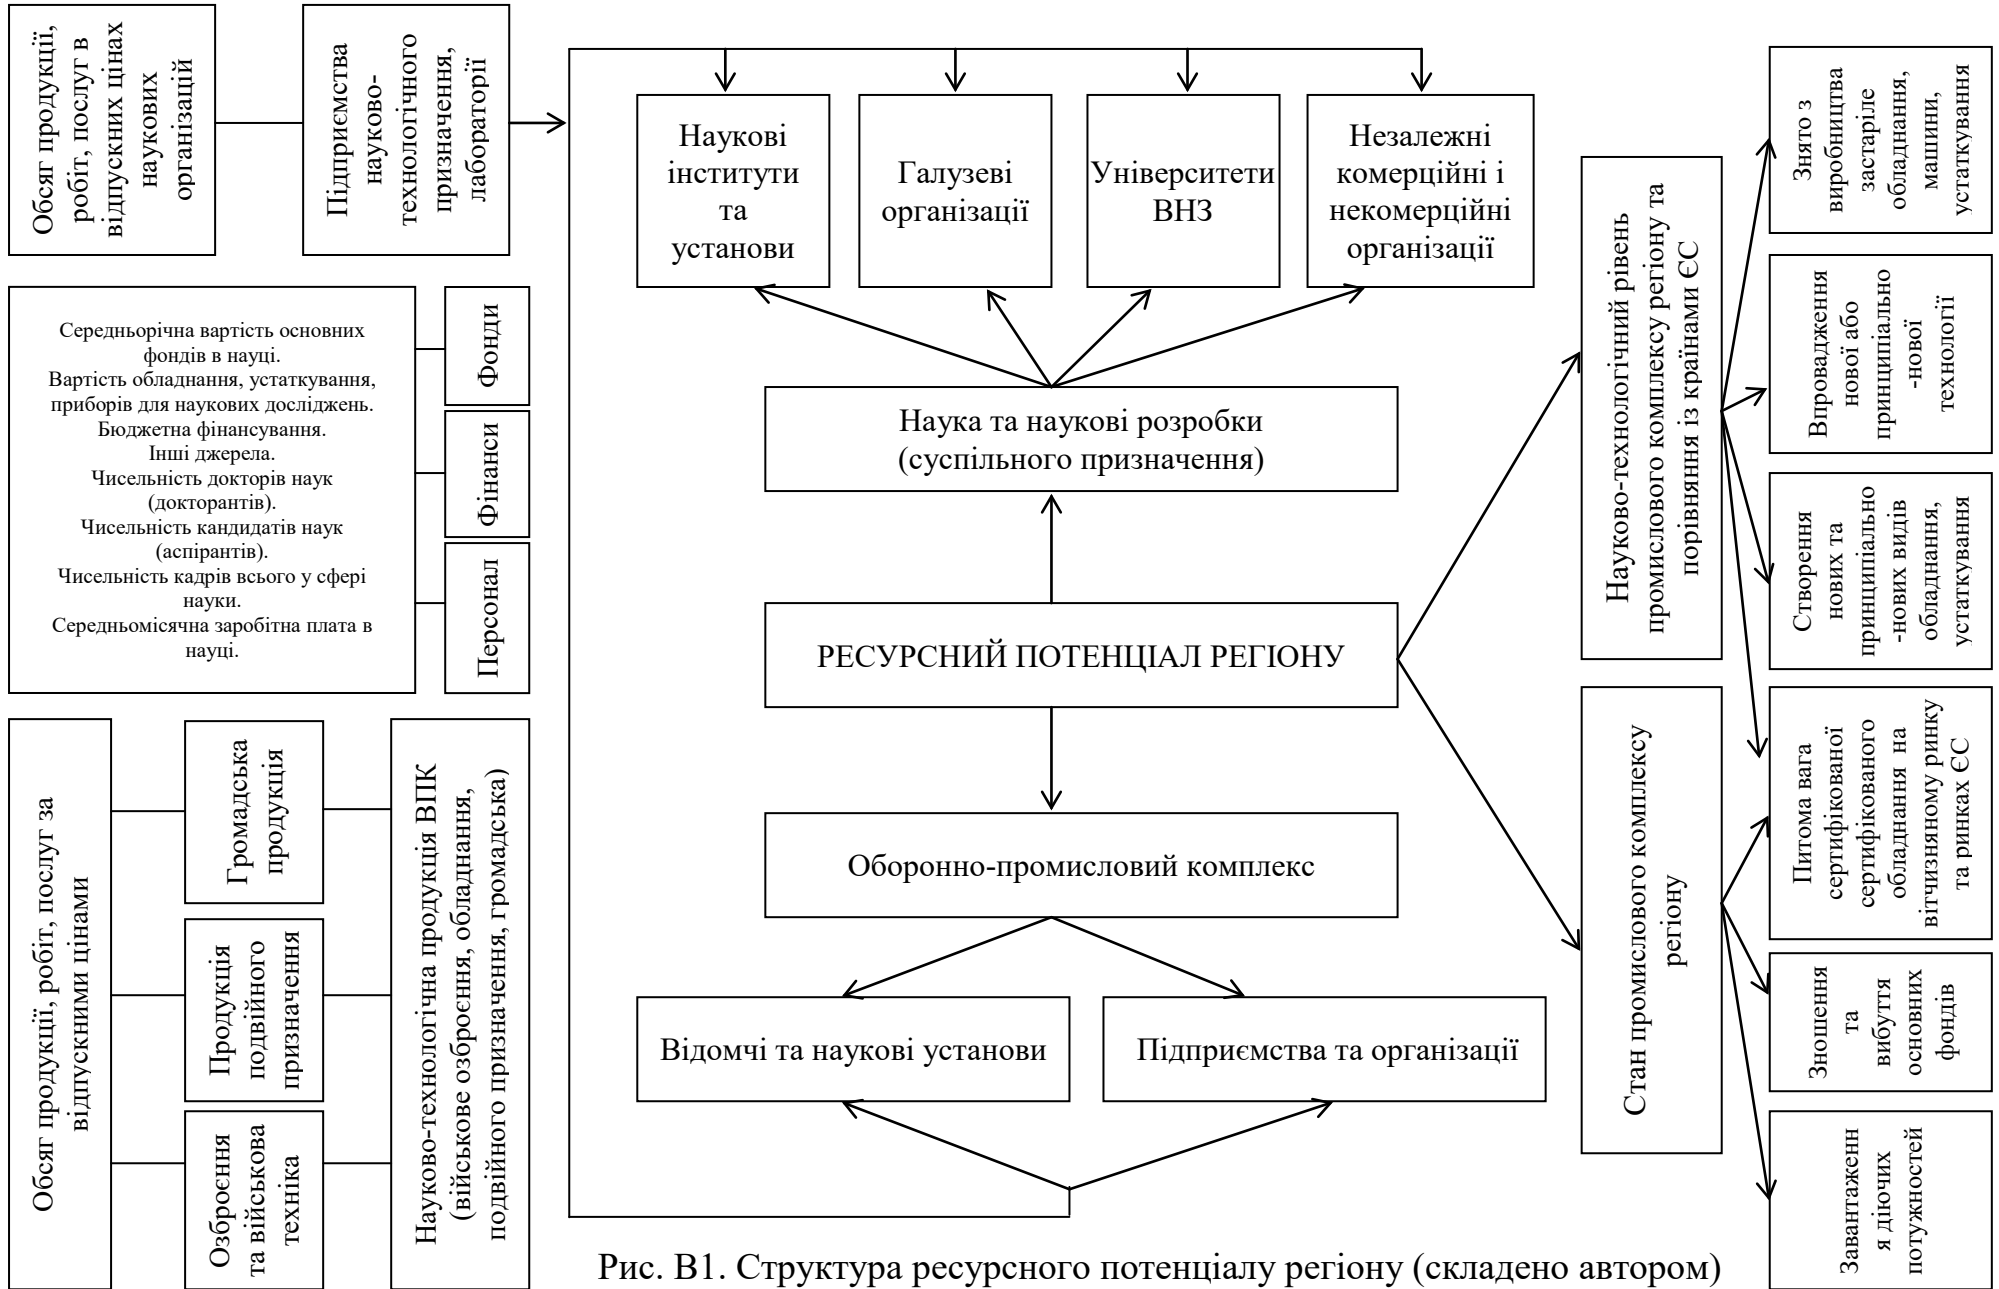 Обсяг продукції,
робіт, послуг в
відпускних цінах
наукових
організацій
Підприємства
науково-
технологічного
призначення,
лабораторії
Наукові
інститути
та
установи
Галузеві
організації
Університети
ВНЗ
Незалежні
комерційні і
некомерційні
організації
Середньорічна вартість основних
фондів в науці.
Вартість обладнання, устаткування,
приборів для наукових досліджень.
Бюджетна фінансування.
Інші джерела.
Чисельність докторів наук
(докторантів).
Чисельність кандидатів наук
(аспірантів).
Чисельність кадрів всього у сфері
науки.
Середньомісячна заробітна плата в
науці.
Фонди
Фінанси
Персонал
Наука та наукові розробки
(суспільного призначення)
РЕСУРСНИЙ ПОТЕНЦІАЛ РЕГІОНУ
Оборонно-промисловий комплекс
Відомчі та наукові установи
Підприємства та організації
Обсяг продукції, робіт, послуг за
відпускними цінами
Громадська
продукція
Продукція
подвійного
призначення
Озброєння
та військова
техніка
Науково-технологічна продукція ВПК
(військове озброєння, обладнання,
подвійного призначення, громадська)
Науково-технологічний рівень
промислового комплексу регіону та
порівняння із країнами ЄС
Стан промислового комплексу
регіону
Знято з
виробництва
застаріле
обладнання,
машини,
устаткування
Впровадження
нової або
принципіально
-нової
технології
Створення
нових та
принципіально
-нових видів
обладнання,
устаткування
Питома вага
сертифікованої
сертифікованого
обладнання на
вітчизняному ринку
та ринках ЄС
Зношення
та
вибуття
основних
фондів
Завантаженн
я діючих
потужностей
Рис. В1. Структура ресурсного потенціалу регіону (складено автором)